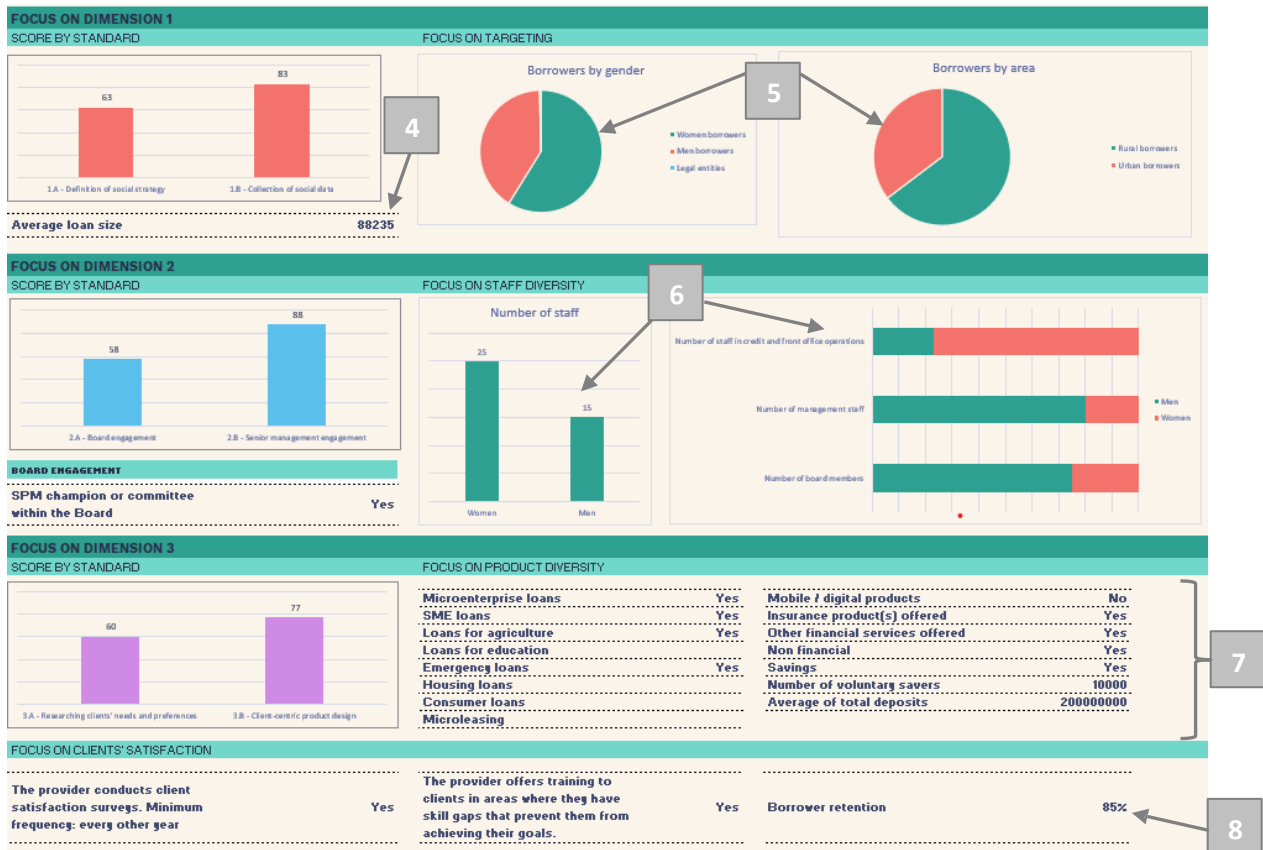 FOCUS ON DIMENSION 1
SCORE BY STANDARD
FOCUS ON TARGETING
63
83
1.A - Definition of social strategy
1.B - Collection of social data
4
Average loan size
88235
Borrowers by gender
Women borrowers
Men borrowers
Legal entities
5
Borrowers by area
Rural borrowers
Urban borrowers
FOCUS ON DIMENSION 2
SCORE BY STANDARD
FOCUS ON STAFF DIVERSITY
58
88
2.A - Board engagement
2.B - Senior management engagement
BOARD ENGAGEMENT
SPM champion or committee
within the Board
Yes
Number of staff
25
15
Women
Men
6
Number of staff in credit and front office operations
Number of management staff
Number of board members
Men
Women
FOCUS ON DIMENSION 3
SCORE BY STANDARD
FOCUS ON PRODUCT DIVERSITY
60
77
3.A - Researching clients' needs and preferences
3.B - Client-centric product design
Microenterprise loans Yes
SME loans Yes
Loans for agriculture Yes
Loans for education
Emergency loans Yes
Housing loans
Consumer loans
Microleasing
Mobile / digital products No
Insurance product(s) offered Yes
Other financial services offered Yes
Non financial Yes
Savings Yes
Number of voluntary savers 10000
Average of total deposits 200000000
7
FOCUS ON CLIENTS' SATISFACTION
The provider conducts client
satisfaction surveys. Minimum
frequency: every other year
Yes
The provider offers training to
clients in areas where they have
skill gaps that prevent them from
achieving their goals.
Yes
Borrower retention
85%
8